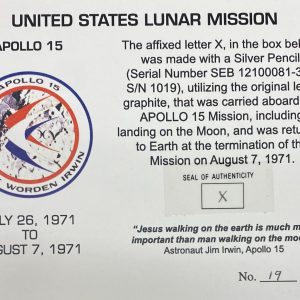 UNITED STATES LUNAR MISSION
APOLLO 15
The affixed letter X, in the box bel
was made with a Silver Pencil
(Serial Number SEB 12100081-3
S/N 1019), utilizing the original le
graphite, that was carried aboard
APOLLO 15 Mission, including
landing on the Moon, and was retu
to Earth at the termination of the
Mission on August 7, 1971.
APOLLO 15
WORDEN IRWIN
SEAL OF AUTHENTICITY
X
LY 26, 1971
TO
GUST 7, 1971
"Jesus walking on the earth is much m
important than man walking on the moo
Astronaut Jim Irwin, Apollo 15
No. 19